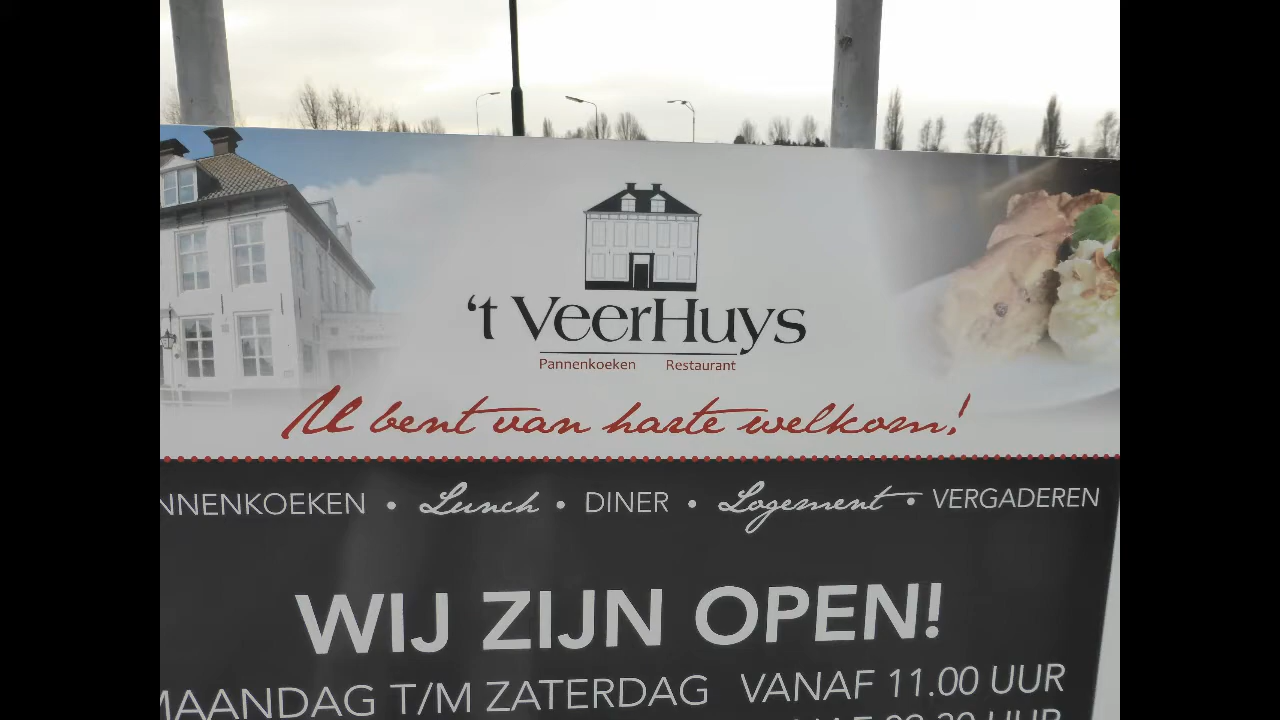 ‘t VeerHuys
Pannenkoeken Restaurant
U bent van harte welkom!
NNENKOEKEN • Lunch • DINER • Logement • VERGADEREN
WIJ ZIJN OPEN!
MAANDAG T/M ZATERDAG VANAF 11.00 UUR